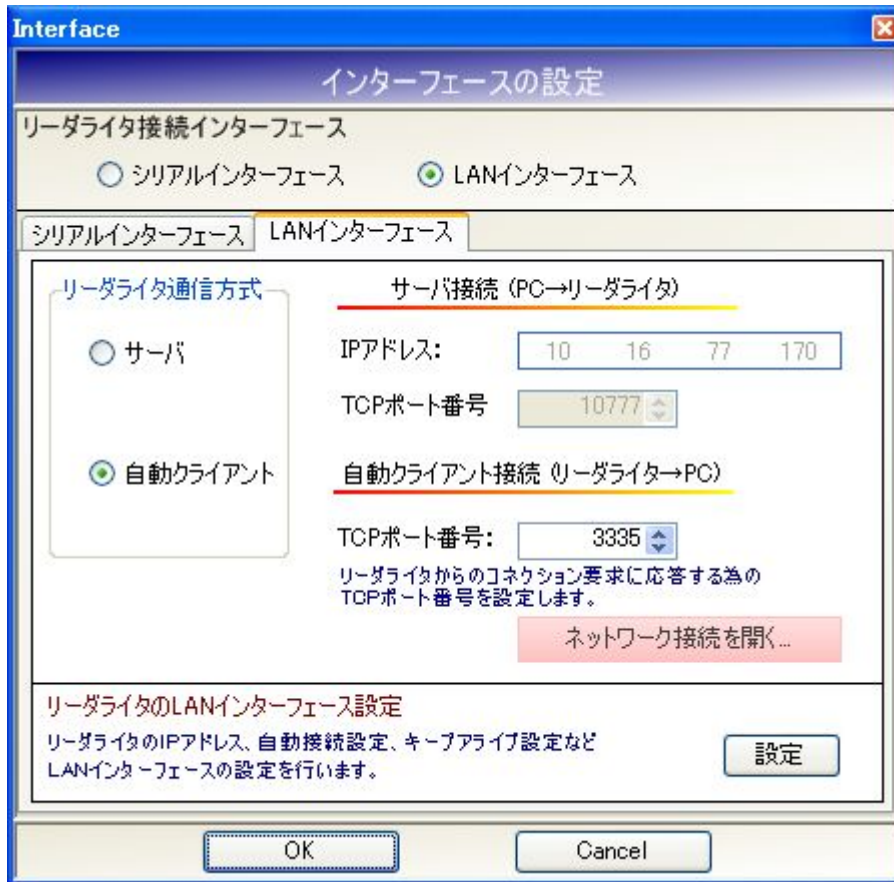 Interface
インターフェースの設定
リーダライタ接続インターフェース
シリアルインターフェース LANインターフェース
シリアルインターフェース LANインターフェース
リーダライタ通信方式
サーバ
自動クライアント
サーバ接続 (PC→リーダライタ)
IPアドレス: 10 16 77 170
TCPポート番号 10777
自動クライアント接続 (リーダライタ→PC)
TCPポート番号: 3335
リーダライタからのコネクション要求に応答する為の
TCPポート番号を設定します。
ネットワーク接続を開く...
リーダライタのLANインターフェース設定
リーダライタのIPアドレス、自動接続設定、キープアライブ設定など
LANインターフェースの設定を行います。
設定
OK Cancel